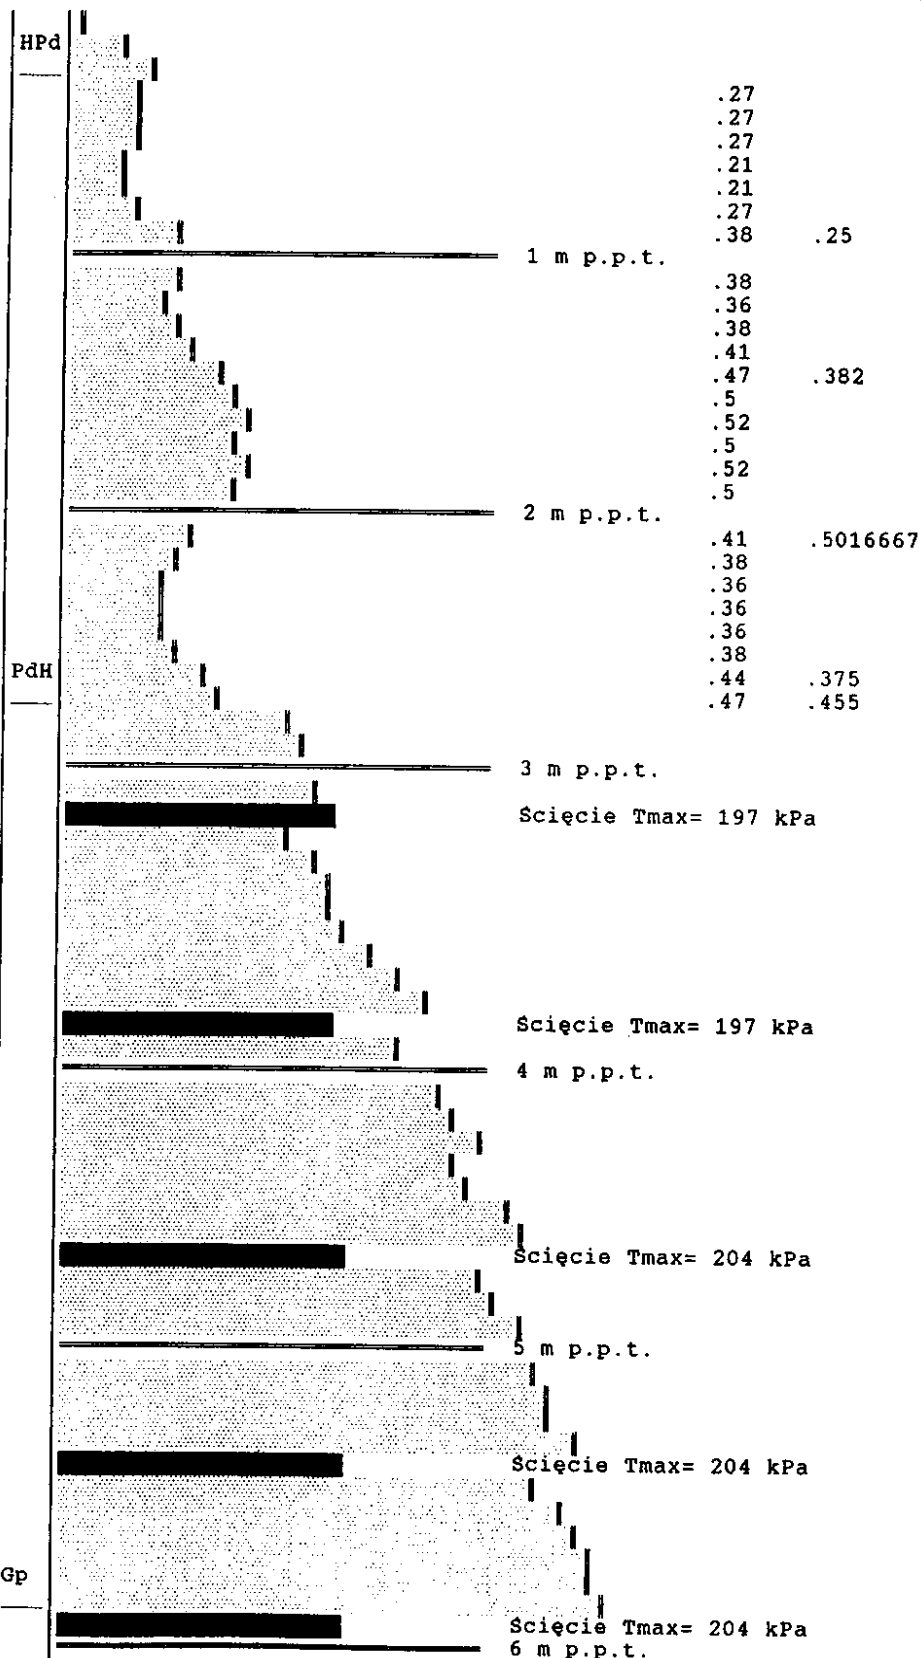 HPd
.27
.27
.27
.21
.21
.27
.38 .25
1 m p.p.t.
.38
.36
.38
.41
.47 .382
.5
.52
.5
.52
.5
2 m p.p.t.
.41 .5016667
.38
.36
.36
.36
.38
PdH
.44 .375
.47 .455
3 m p.p.t.
Ścięcie Tmax= 197 kPa
Ścięcie Tmax= 197 kPa
4 m p.p.t.
Ścięcie Tmax= 204 kPa
5 m p.p.t.
Ścięcie Tmax= 204 kPa
Gp
Ścięcie Tmax= 204 kPa
6 m p.p.t.